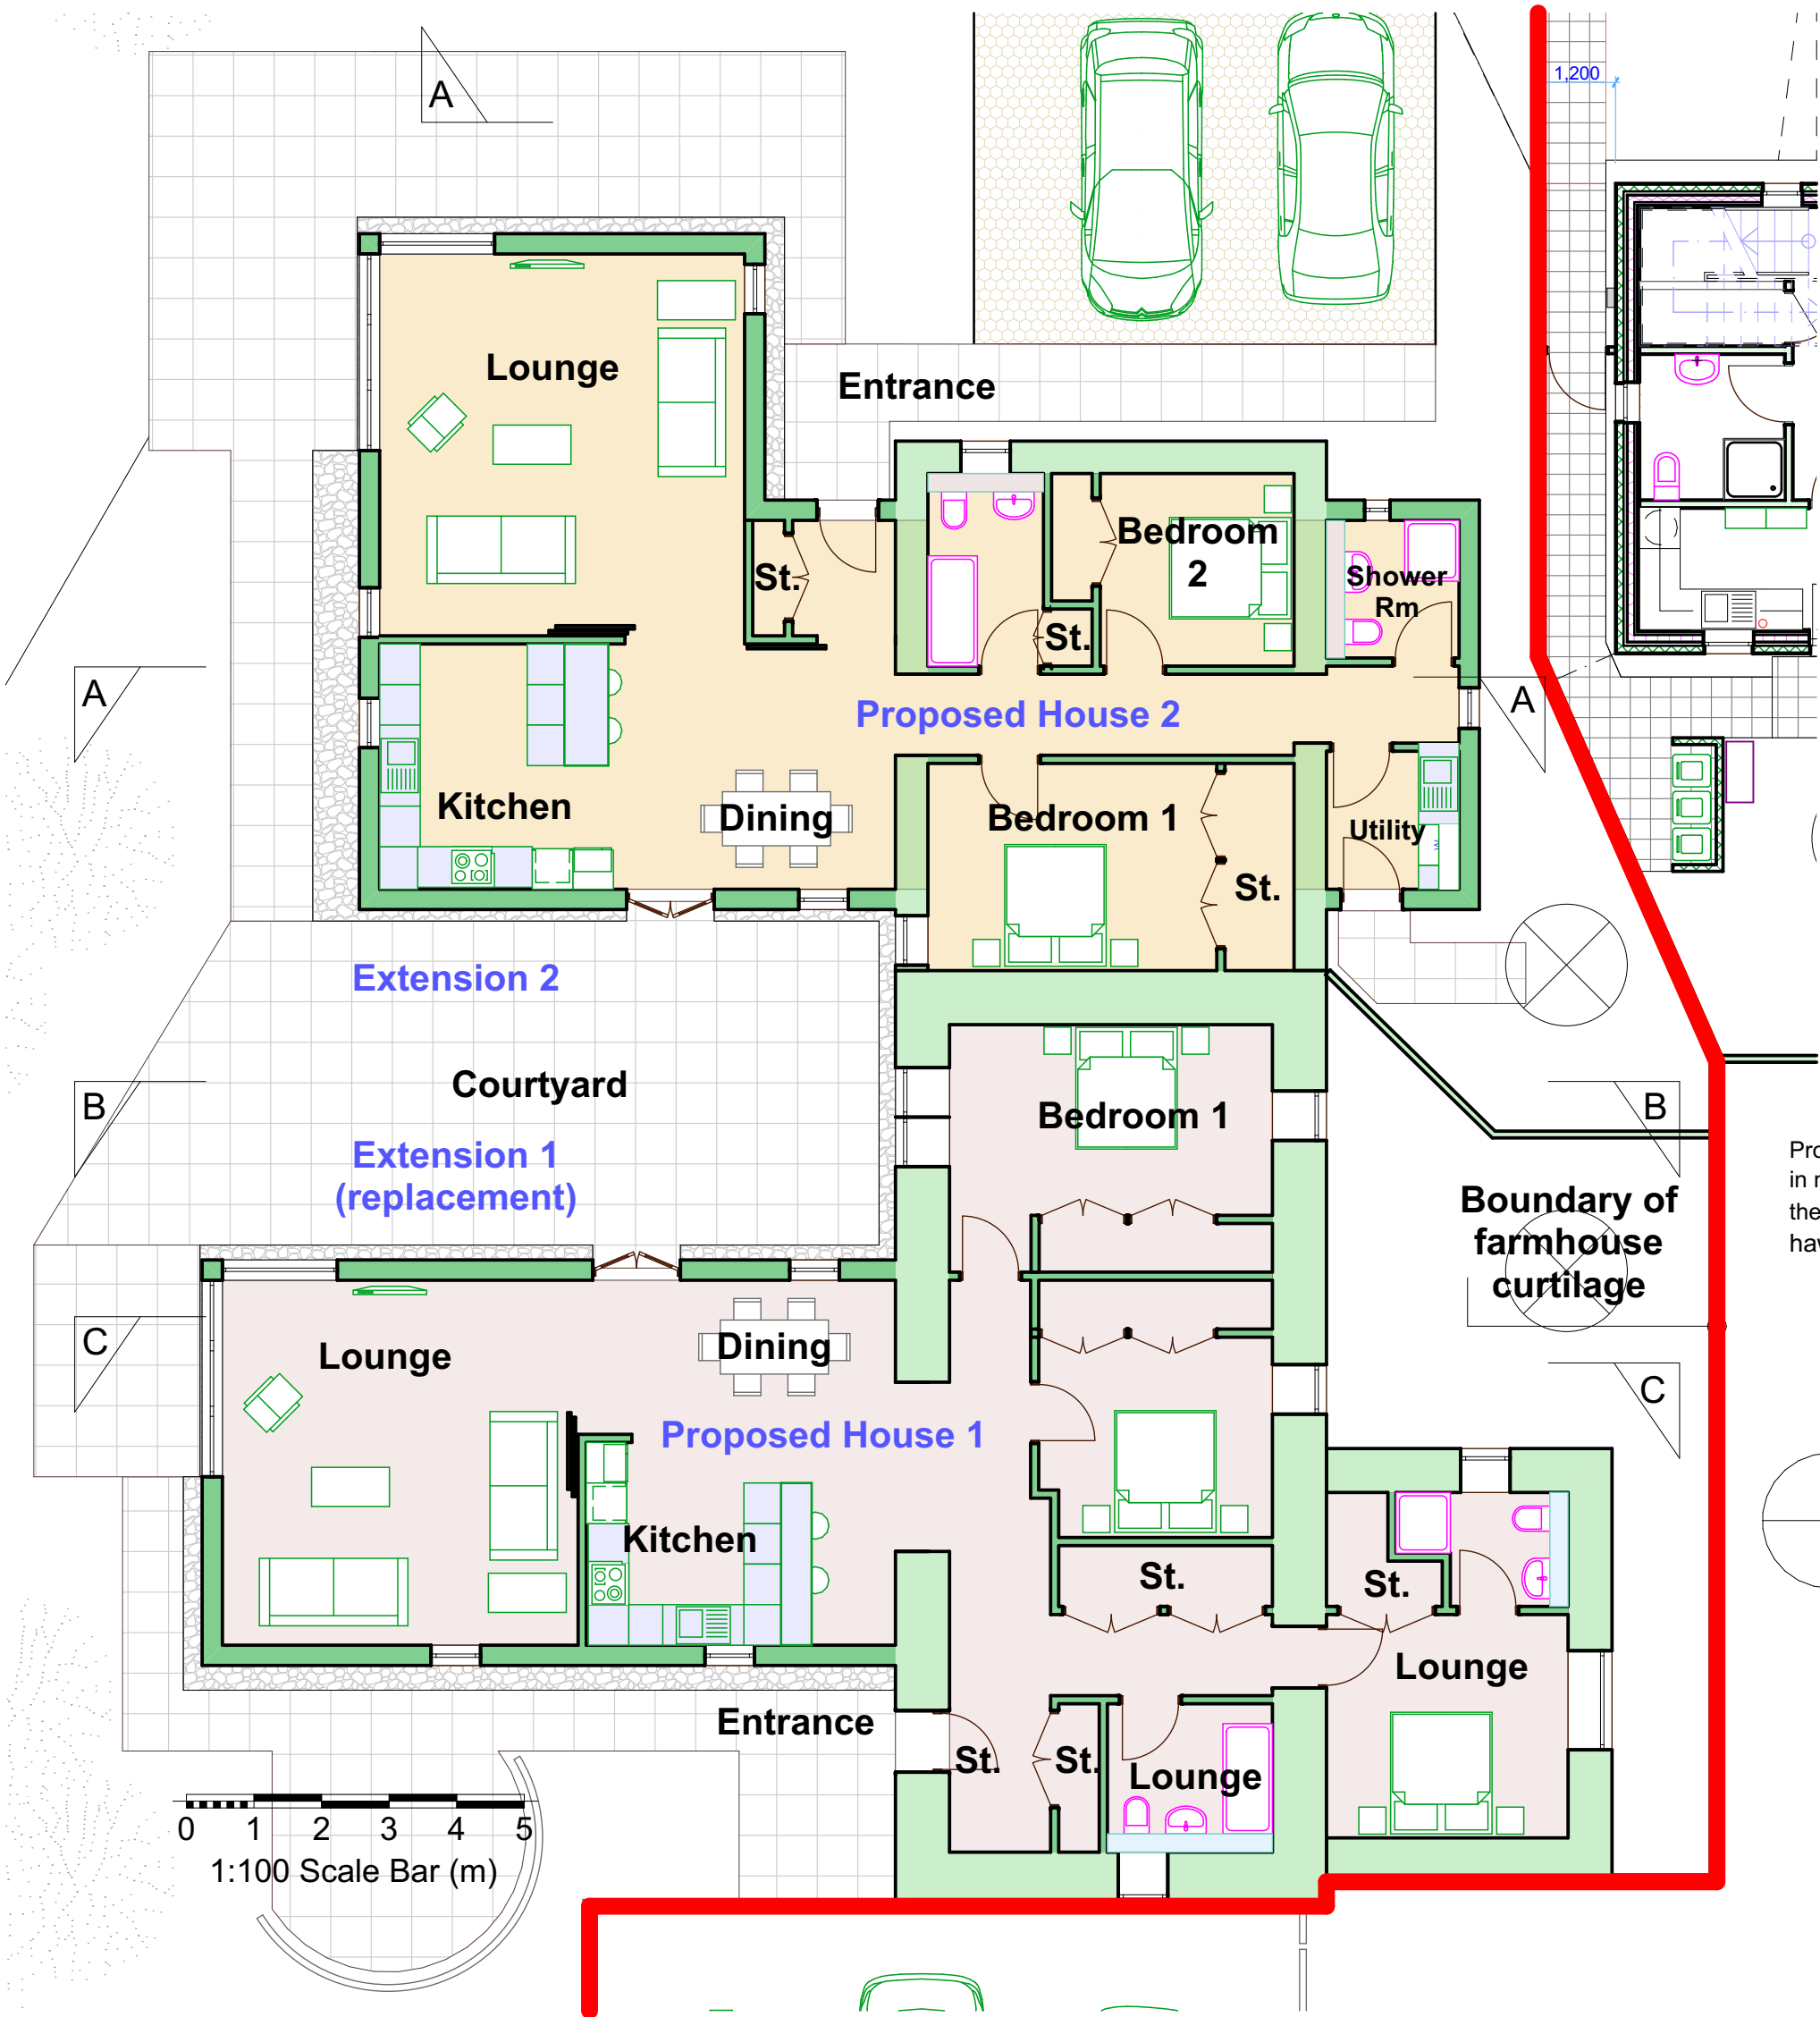 A
1,200
Lounge
Entrance
Bedroom
2
St.
Shower
Rm
St.
A
A
Proposed House 2
Kitchen
Dining
Bedroom 1
Utility
St.
Extension 2
Courtyard
B
B
Bedroom 1
Extension 1
(replacement)
Boundary of
farmhouse
curtilage
in
the
C
Lounge
Dining
C
Proposed House 1
Kitchen
St.
St.
Lounge
Entrance
St.
St.
Lounge
0 1 2 3 4 5
1:100 Scale Bar (m)